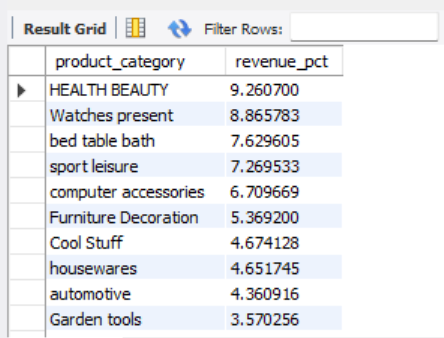 Result Grid Filter Rows:
product_category revenue_pct
HEALTH BEAUTY 9.260700
Watches present 8.865783
bed table bath 7.629605
sport leisure 7.269533
computer accessories 6.709669
Furniture Decoration 5.369200
Cool Stuff 4.674128
housewares 4.651745
automotive 4.360916
Garden tools 3.570256